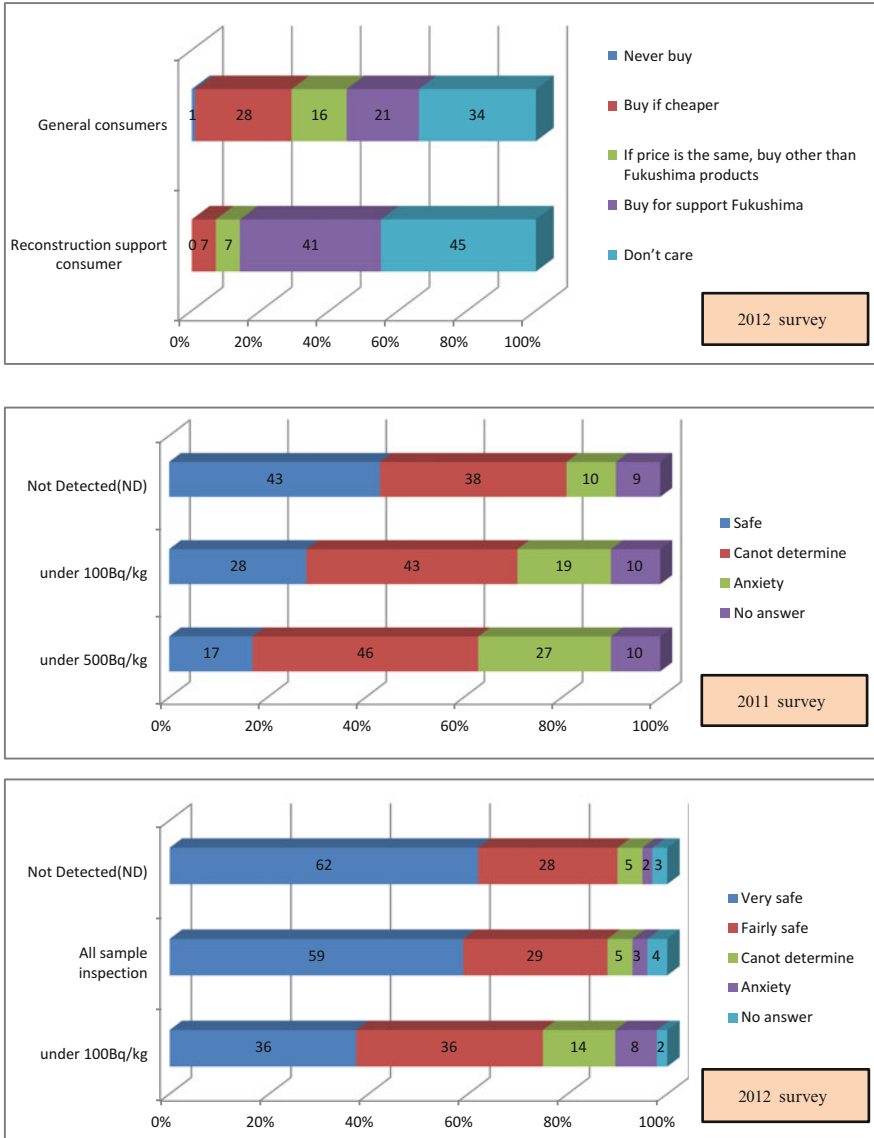 General consumers
1 28 16 21 34
Reconstruction support
consumer
0 7 7 41 45
0% 20% 40% 60% 80% 100%
Never buy
Buy if cheaper
If price is the same, buy other than
Fukushima products
Buy for support Fukushima
Don't care
2012 survey
Not Detected(ND)
43 38 10 9
under 100Bq/kg
28 43 19 10
under 500Bq/kg
17 46 27 10
0% 20% 40% 60% 80% 100%
Safe
Canot determine
Anxiety
No answer
2011 survey
Not Detected(ND)
62 28 5 2 3
All sample
inspection
59 29 5 3 4
under 100Bq/kg
36 36 14 8 2
0% 20% 40% 60% 80% 100%
Very safe
Fairly safe
Canot determine
Anxiety
No answer
2012 survey